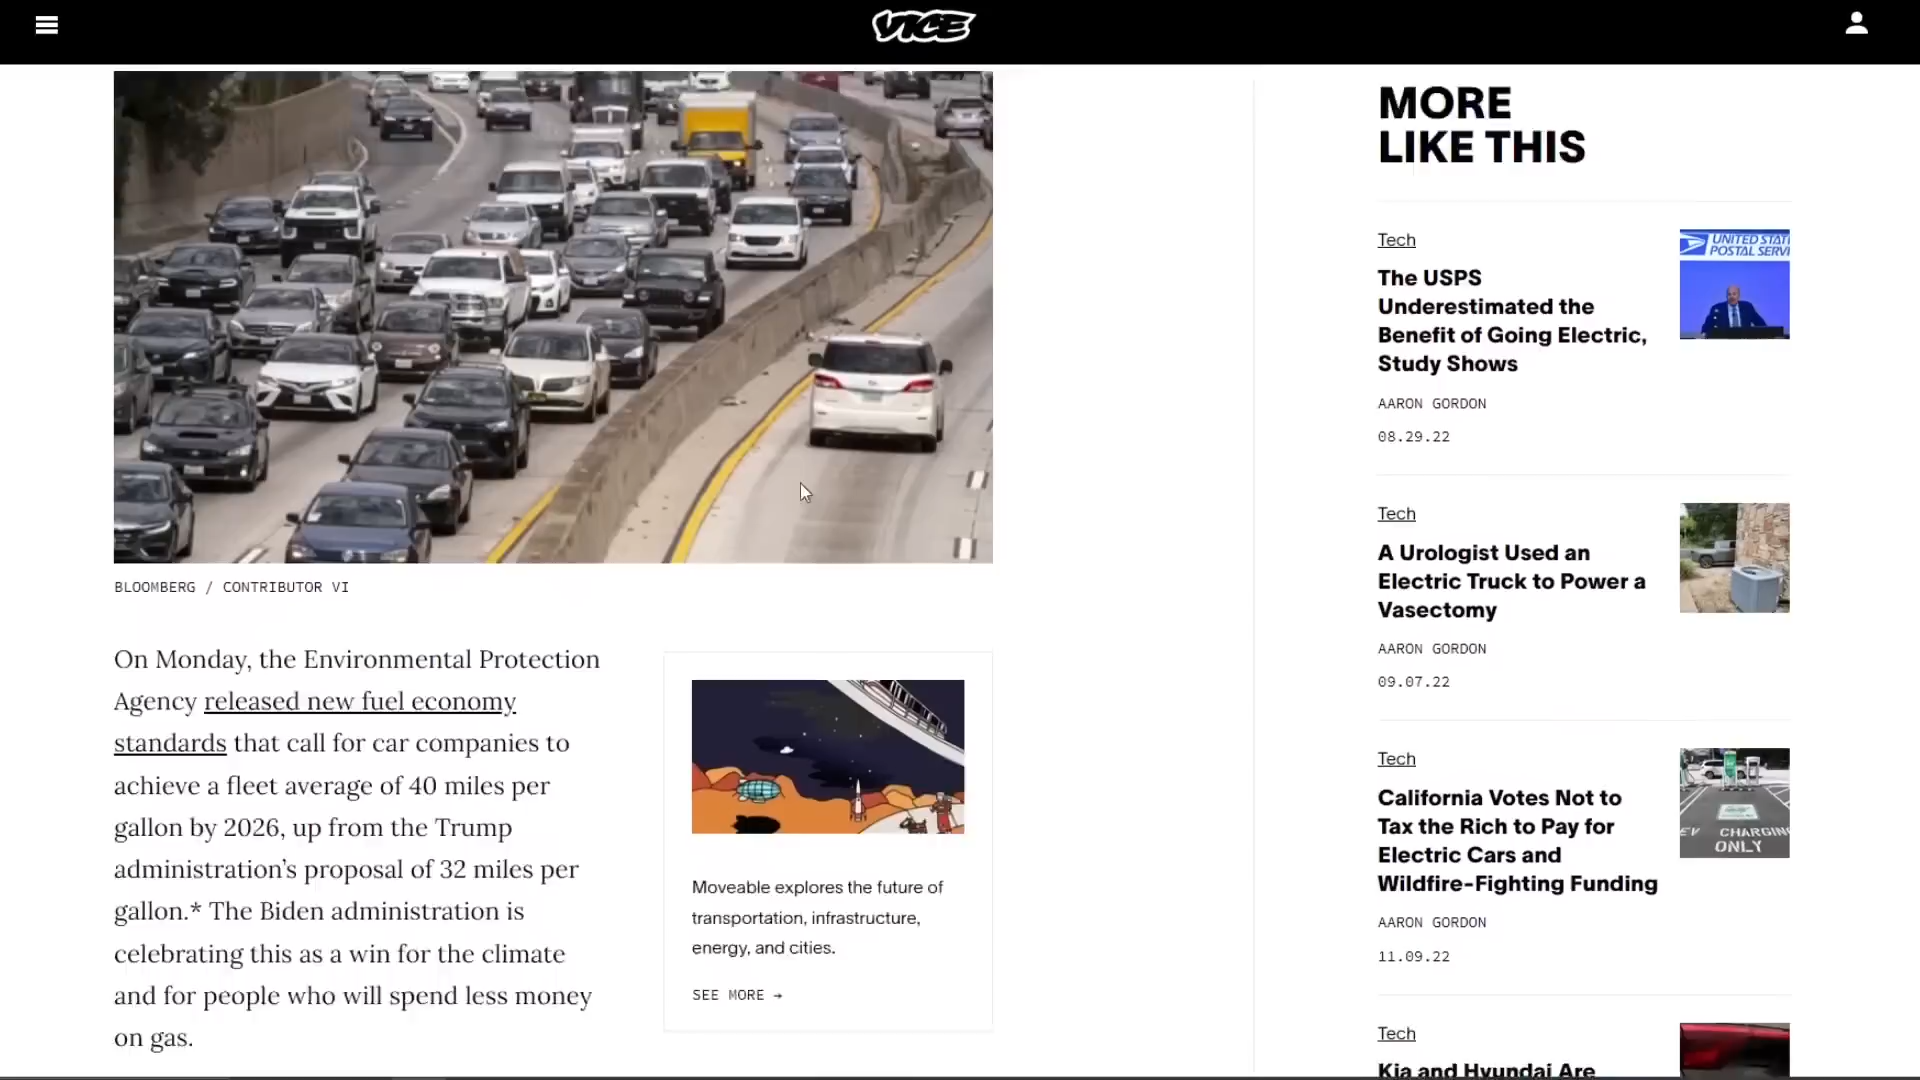 VICE
MORE
LIKE THIS
BLOOMBERG / CONTRIBUTOR VI
On Monday, the Environmental Protection
Agency released new fuel economy
standards that call for car companies to
achieve a fleet average of 40 miles per
gallon by 2026, up from the Trump
administration’s proposal of 32 miles per
gallon.* The Biden administration is
celebrating this as a win for the climate
and for people who will spend less money
on gas.
Moveable explores the future of
transportation, infrastructure,
energy, and cities.
SEE MORE →
Tech
The USPS
Underestimated the
Benefit of Going Electric,
Study Shows
AARON GORDON
08.29.22
UNITED STAT
POSTAL SERV
Tech
A Urologist Used an
Electric Truck to Power a
Vasectomy
AARON GORDON
09.07.22
Tech
California Votes Not to
Tax the Rich to Pay for
Electric Cars and
Wildfire-Fighting Funding
AARON GORDON
11.09.22
EV CHARGING
ONLY
Tech
Kia and Hyundai Are